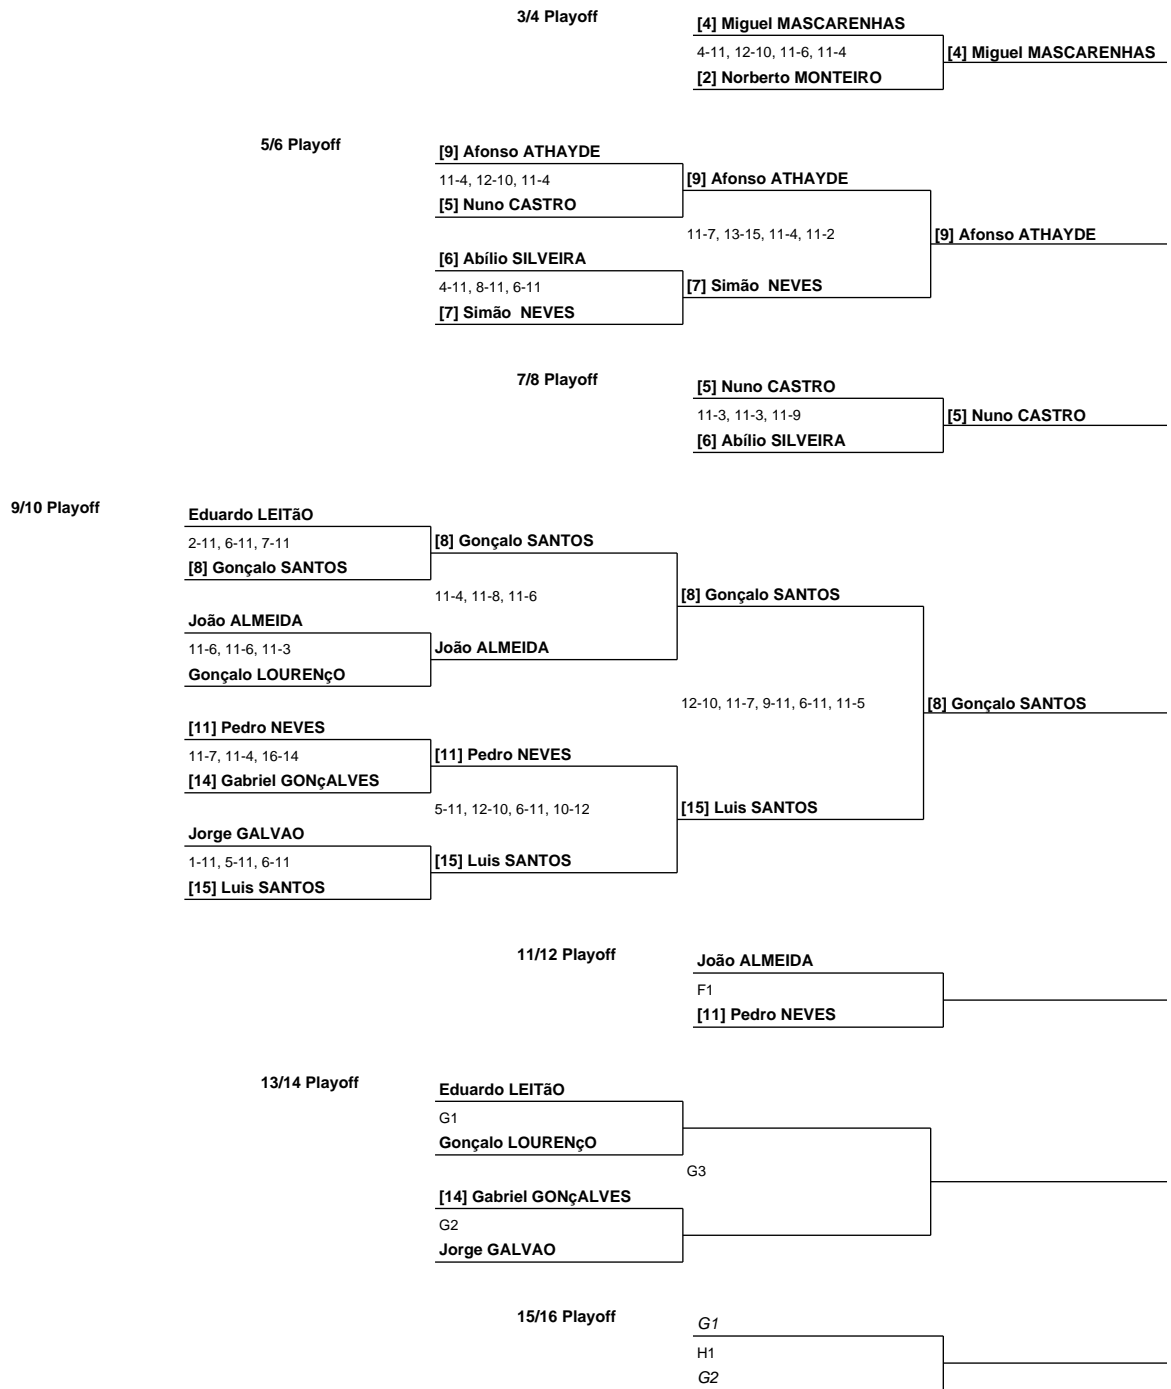 3/4 Playoff
[4] Miguel MASCARENHAS
4-11, 12-10, 11-6, 11-4
[4] Miguel MASCARENHAS
[2] Norberto MONTEIRO
5/6 Playoff
[9] Afonso ATHAYDE
11-4, 12-10, 11-4
[9] Afonso ATHAYDE
[5] Nuno CASTRO
11-7, 13-15, 11-4, 11-2
[9] Afonso ATHAYDE
[6] Abílio SILVEIRA
4-11, 8-11, 6-11
[7] Simão  NEVES
[7] Simão  NEVES
7/8 Playoff
[5] Nuno CASTRO
11-3, 11-3, 11-9
[5] Nuno CASTRO
[6] Abílio SILVEIRA
9/10 Playoff
Eduardo LEITãO
2-11, 6-11, 7-11
[8] Gonçalo SANTOS
[8] Gonçalo SANTOS
11-4, 11-8, 11-6
[8] Gonçalo SANTOS
João ALMEIDA
11-6, 11-6, 11-3
João ALMEIDA
Gonçalo LOURENçO
12-10, 11-7, 9-11, 6-11, 11-5
[8] Gonçalo SANTOS
[11] Pedro NEVES
11-7, 11-4, 16-14
[11] Pedro NEVES
[14] Gabriel GONçALVES
5-11, 12-10, 6-11, 10-12
[15] Luis SANTOS
Jorge GALVAO
1-11, 5-11, 6-11
[15] Luis SANTOS
[15] Luis SANTOS
11/12 Playoff
João ALMEIDA
F1
[11] Pedro NEVES
13/14 Playoff
Eduardo LEITãO
G1
Gonçalo LOURENçO
G3
[14] Gabriel GONçALVES
G2
Jorge GALVAO
15/16 Playoff
G1
H1
G2